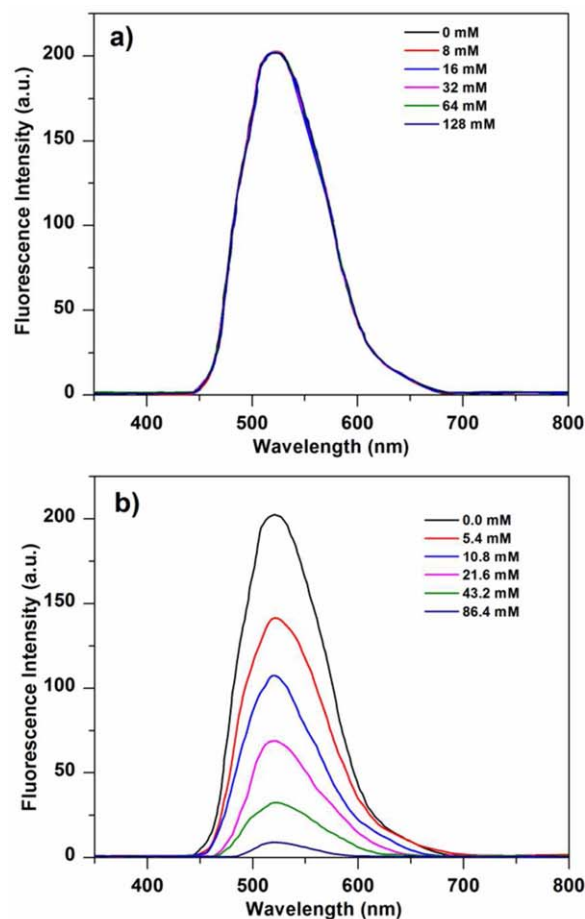 a)
0 mM
8 mM
16 mM
32 mM
64 mM
128 mM
200
150
100
50
0
Fluorescence Intensity (a.u.)
400 500 600 700 800
Wavelength (nm)
b)
0.0 mM
5.4 mM
10.8 mM
21.6 mM
43.2 mM
86.4 mM
200
150
100
50
0
Fluorescence Intensity (a.u.)
400 500 600 700 800
Wavelength (nm)